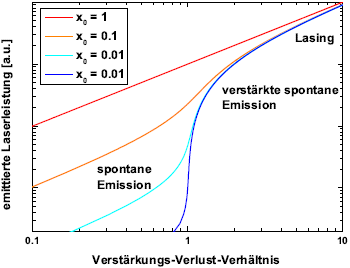 x0 = 1
x0 = 0.1
x0 = 0.01
x0 = 0.01
Lasing
verstärkte spontane
Emission
spontane
Emission
emittierte Laserleistung [a.u.]
0.1
1
10
Verstärkungs-Verlust-Verhältnis